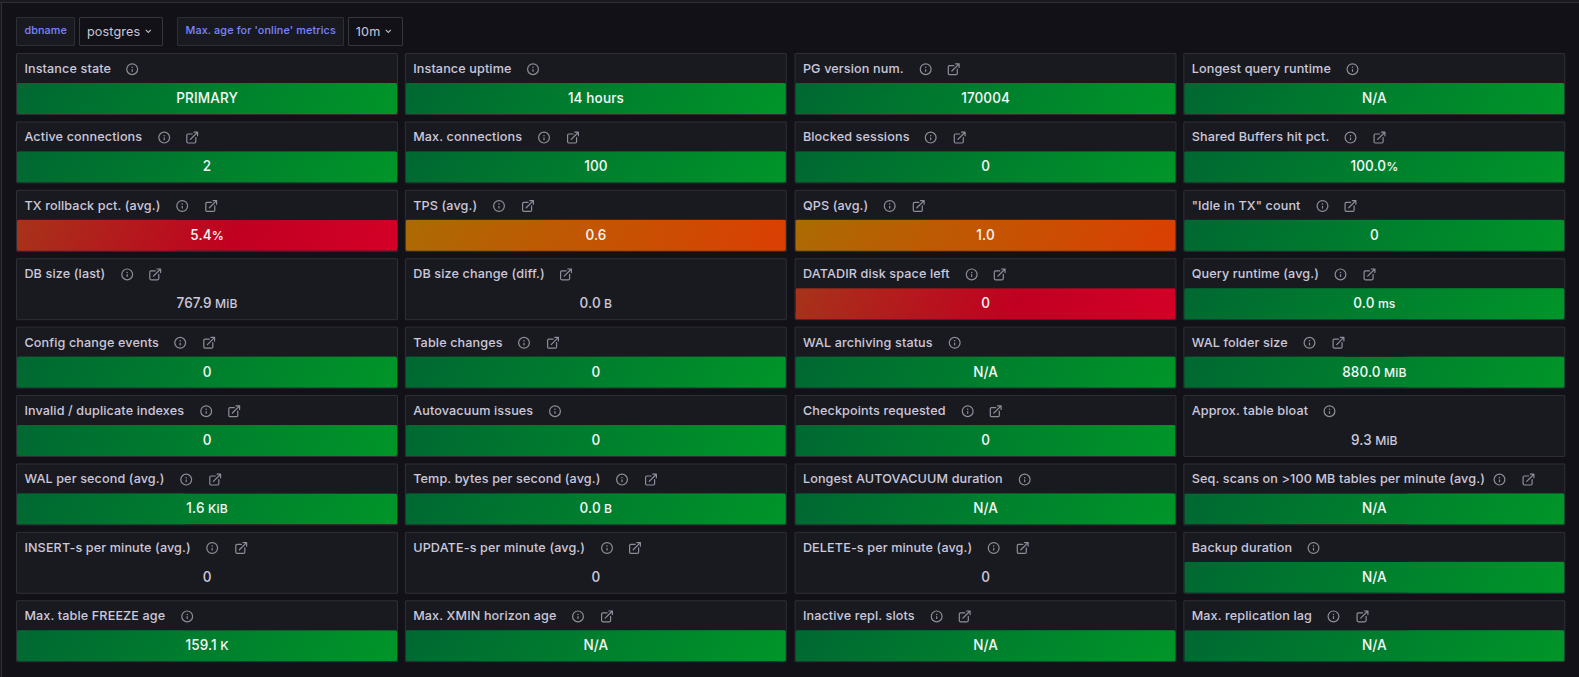 dbname postgres Max. age for 'online' metrics 10m
Instance state Instance uptime PG version num. Longest query runtime
PRIMARY 14 hours 170004 N/A
Active connections Max. connections Blocked sessions Shared Buffers hit pct.
2 100 0 100.0%
TX rollback pct. (avg.) TPS (avg.) QPS (avg.) "Idle in TX" count
5.4% 0.6 1.0 0
DB size (last) DB size change (diff.) DATADIR disk space left Query runtime (avg.)
767.9 MiB 0.0 B 0 0.0 ms
Config change events Table changes WAL archiving status WAL folder size
0 0 N/A 880.0 MiB
Invalid / duplicate indexes Autovacuum issues Checkpoints requested Approx. table bloat
0 0 0 9.3 MiB
WAL per second (avg.) Temp. bytes per second (avg.) Longest AUTOVACUUM duration Seq. scans on >100 MB tables per minute (avg.)
1.6 KiB 0.0 B N/A N/A
INSERT-s per minute (avg.) UPDATE-s per minute (avg.) DELETE-s per minute (avg.) Backup duration
0 0 0 N/A
Max. table FREEZE age Max. XMIN horizon age Inactive repl. slots Max. replication lag
159.1 K N/A N/A N/A